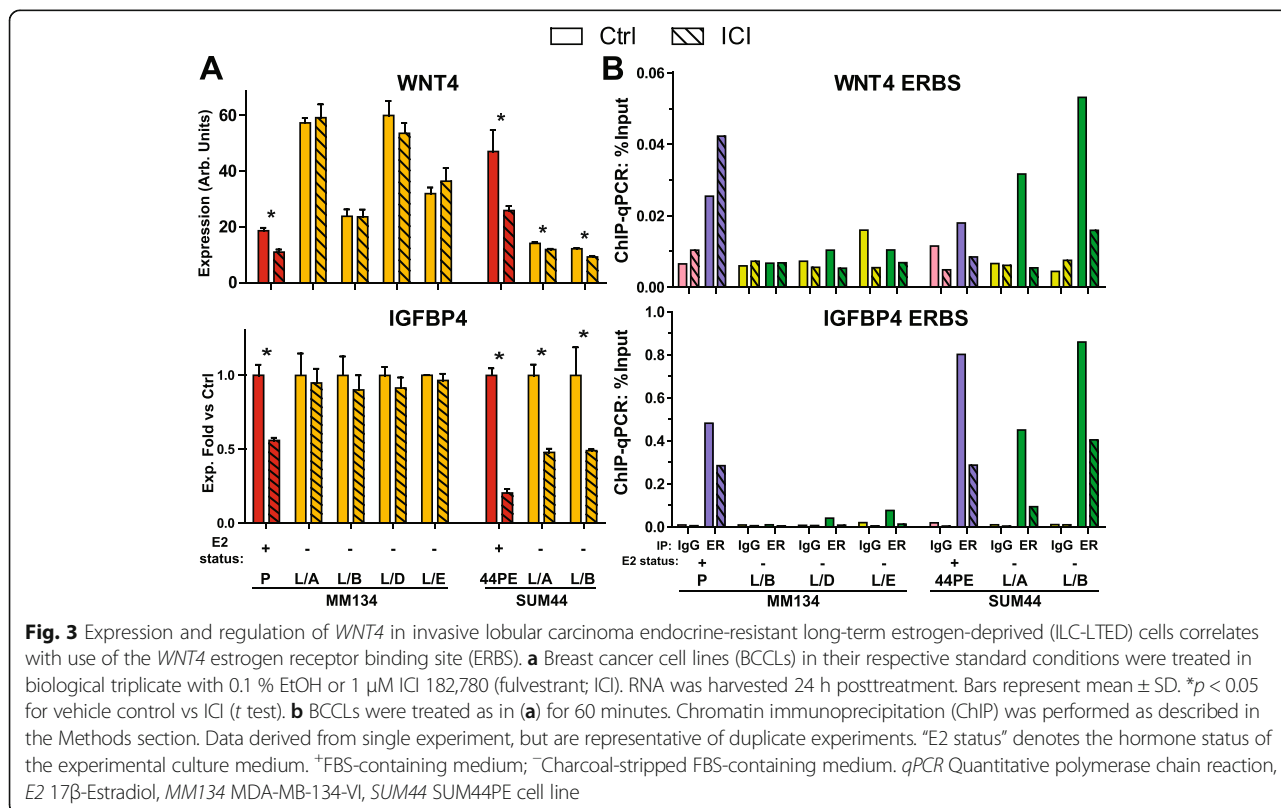 Ctrl ICI
A
WNT4
Expression (Arb. Units)
60
40
20
0
* * * *
IGFBP4
Exp. Fold vs Ctrl
1.0
0.5
0.0
* * * *
E2 status: + - - - - + - -
P L/A L/B L/D L/E 44PE L/A L/B
MM134 SUM44
B
WNT4 ERBS
ChIP-qPCR: %Input
0.06
0.04
0.02
0.00
IGFBP4 ERBS
ChIP-qPCR: %Input
1.0
0.8
0.6
0.4
0.2
0.0
IP: IgG ER IgG ER IgG ER IgG ER IgG ER IgG ER IgG ER
E2 status: + - - - + - -
P L/B L/D L/E 44PE L/A L/B
MM134 SUM44
Fig. 3 Expression and regulation of WNT4 in invasive lobular carcinoma endocrine-resistant long-term estrogen-deprived (ILC-LTED) cells correlates
with use of the WNT4 estrogen receptor binding site (ERBS). a Breast cancer cell lines (BCCLs) in their respective standard conditions were treated in
biological triplicate with 0.1 % EtOH or 1 μM ICI 182,780 (fulvestrant; ICI). RNA was harvested 24 h posttreatment. Bars represent mean ± SD. *p < 0.05
for vehicle control vs ICI (t test). b BCCLs were treated as in (a) for 60 minutes. Chromatin immunoprecipitation (ChIP) was performed as described in
the Methods section. Data derived from single experiment, but are representative of duplicate experiments. “E2 status” denotes the hormone status of
the experimental culture medium. ⁺FBS-containing medium; ⁻Charcoal-stripped FBS-containing medium. qPCR Quantitative polymerase chain reaction,
E2 17β-Estradiol, MM134 MDA-MB-134-VI, SUM44 SUM44PE cell line